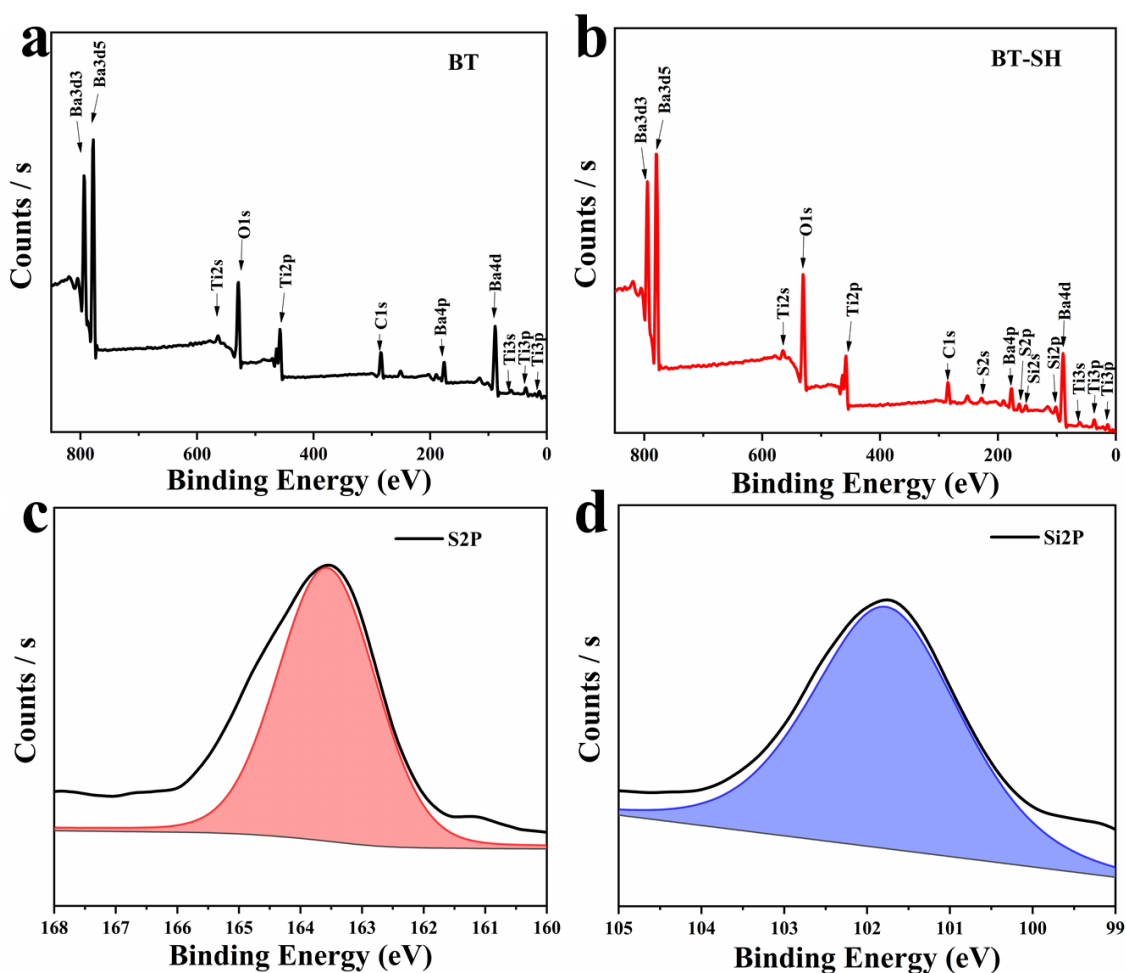 a
BT
Ba3d3
Ba3d5
Ti2s
O1s
Ti2p
C1s
Ba4p
Ba4d
Ti3s
Ti3p
Ti3p
Counts / s
800
600
400
200
0
Binding Energy (eV)
b
BT-SH
Ba3d3
Ba3d5
Ti2s
O1s
Ti2p
C1s
S2s
Ba4p
S2p
Si2s
Si2p
Ba4d
Ti3s
Ti3p
Ti3p
Counts / s
800
600
400
200
0
Binding Energy (eV)
c
S2P
Counts / s
168
167
166
165
164
163
162
161
160
Binding Energy (eV)
d
Si2P
Counts / s
105
104
103
102
101
100
99
Binding Energy (eV)